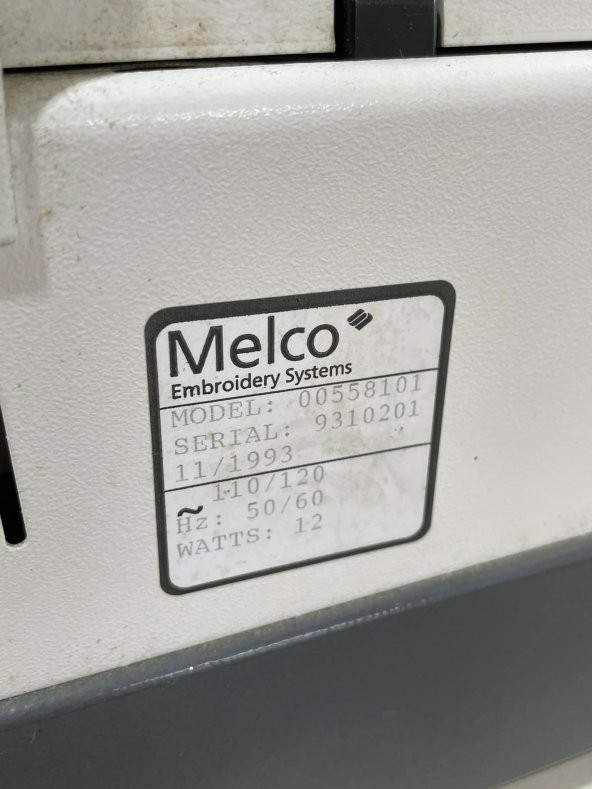 Melco
Embroidery Systems
MODEL: 00558101
SERIAL: 9310201
11/1993
~ 110/120
Hz: 50/60
WATTS: 12